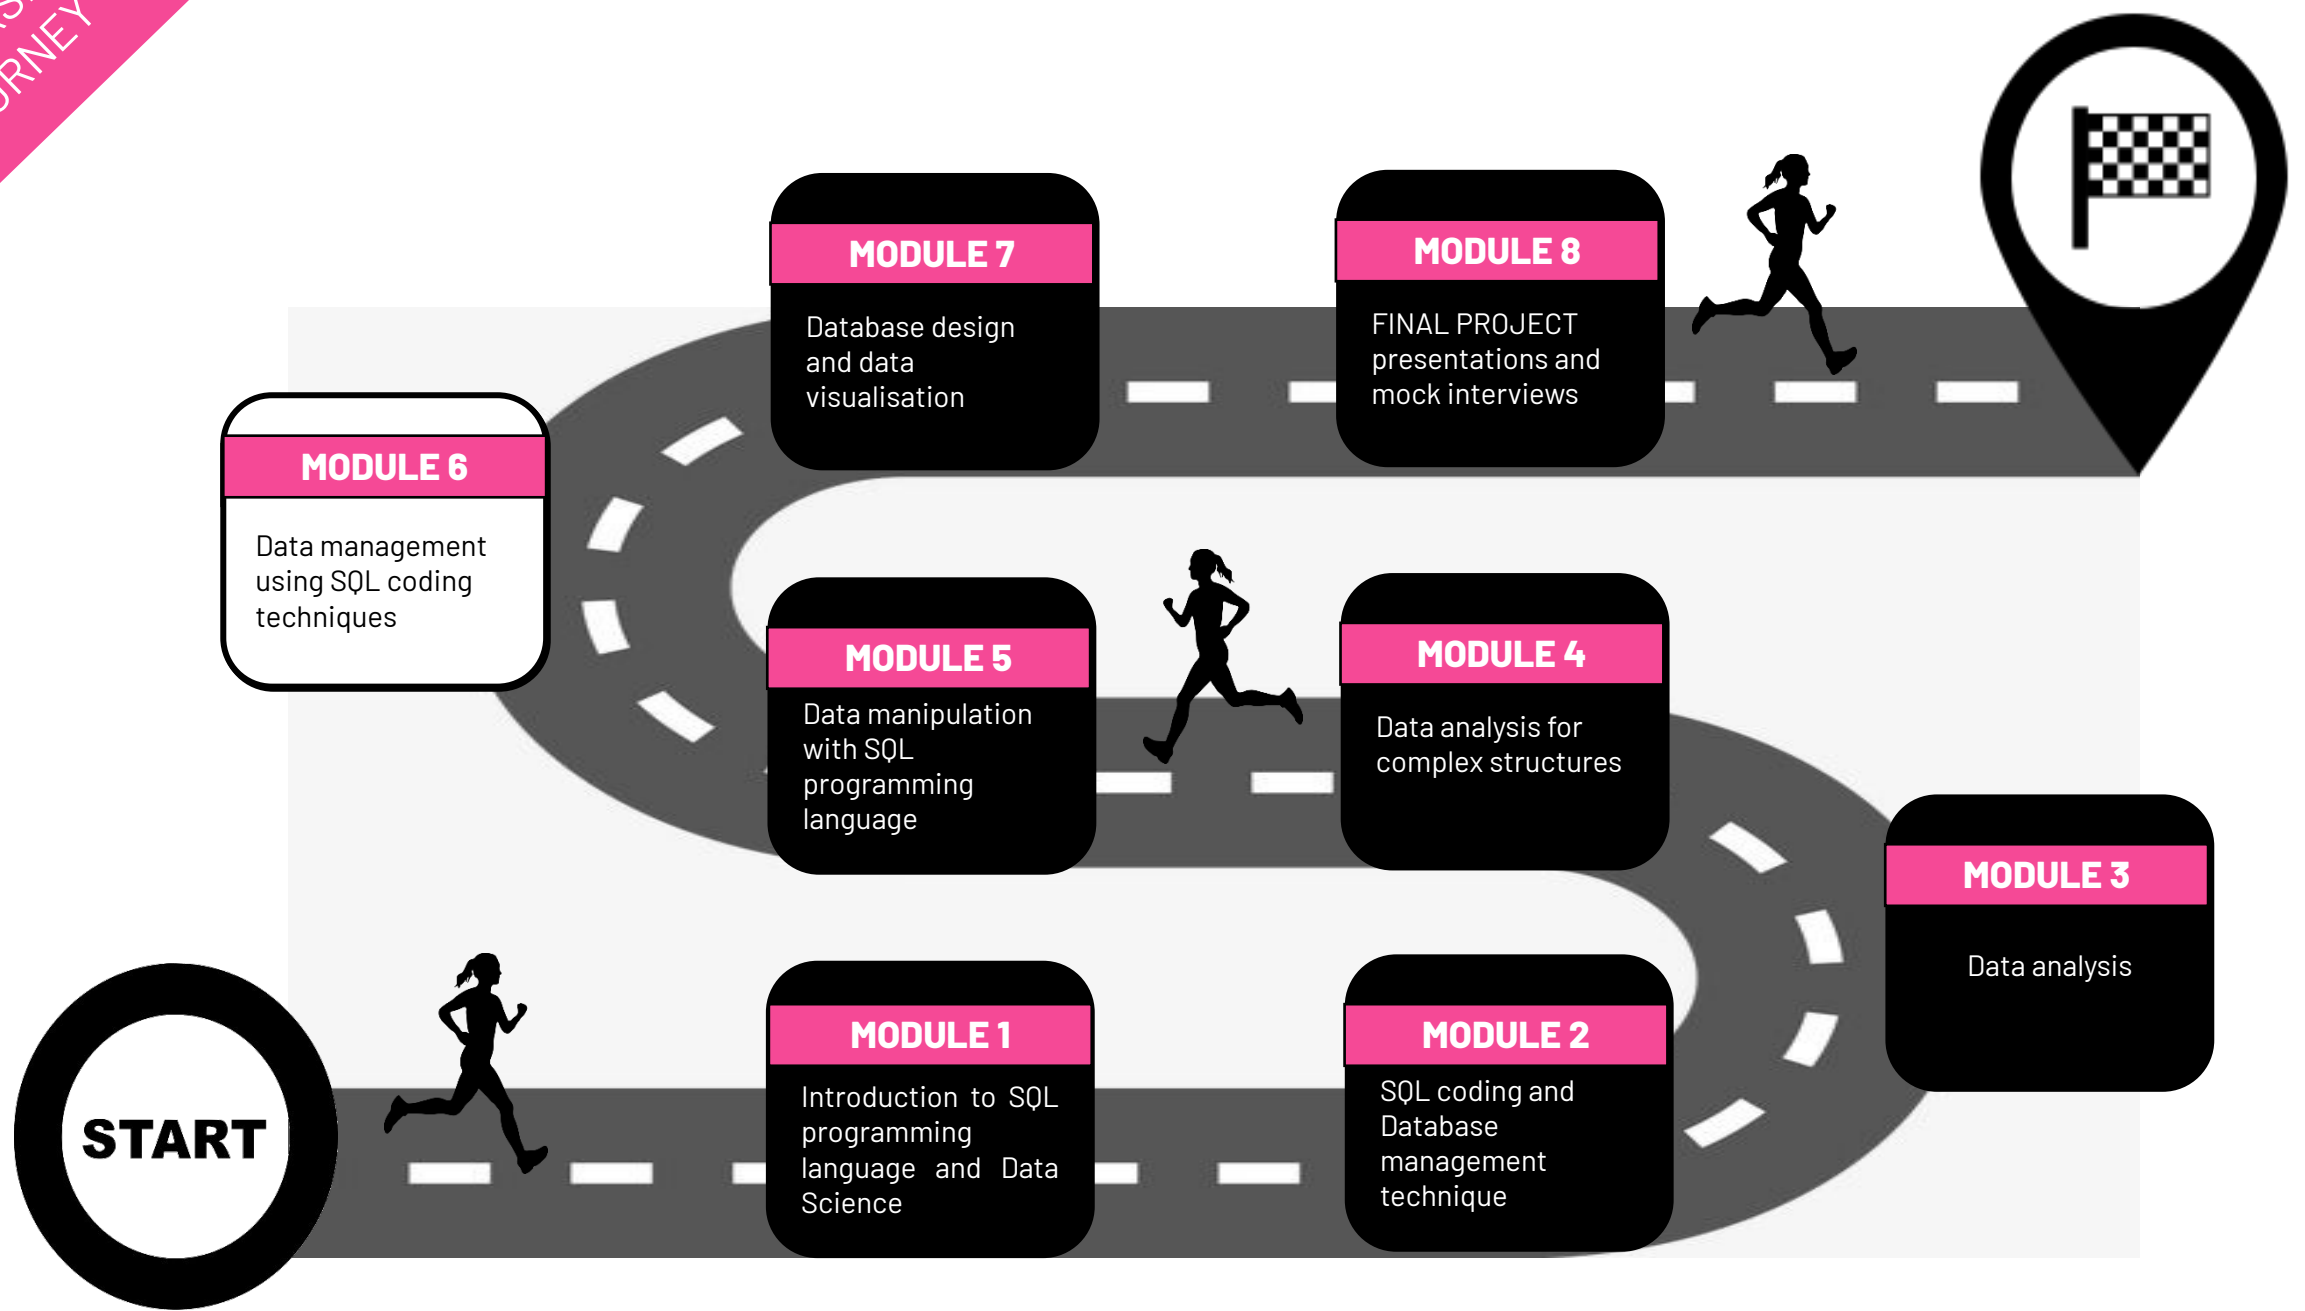 START
MODULE 1
Introduction to SQL
programming
language and Data
Science
MODULE 2
SQL coding and
Database
management
technique
MODULE 3
Data analysis
MODULE 4
Data analysis for
complex structures
MODULE 5
Data manipulation
with SQL
programming
language
MODULE 6
Data management
using SQL coding
techniques
MODULE 7
Database design
and data
visualisation
MODULE 8
FINAL PROJECT
presentations and
mock interviews